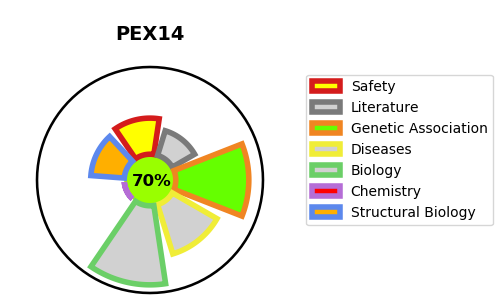 PEX14
70%
Safety
Literature
Genetic Association
Diseases
Biology
Chemistry
Structural Biology